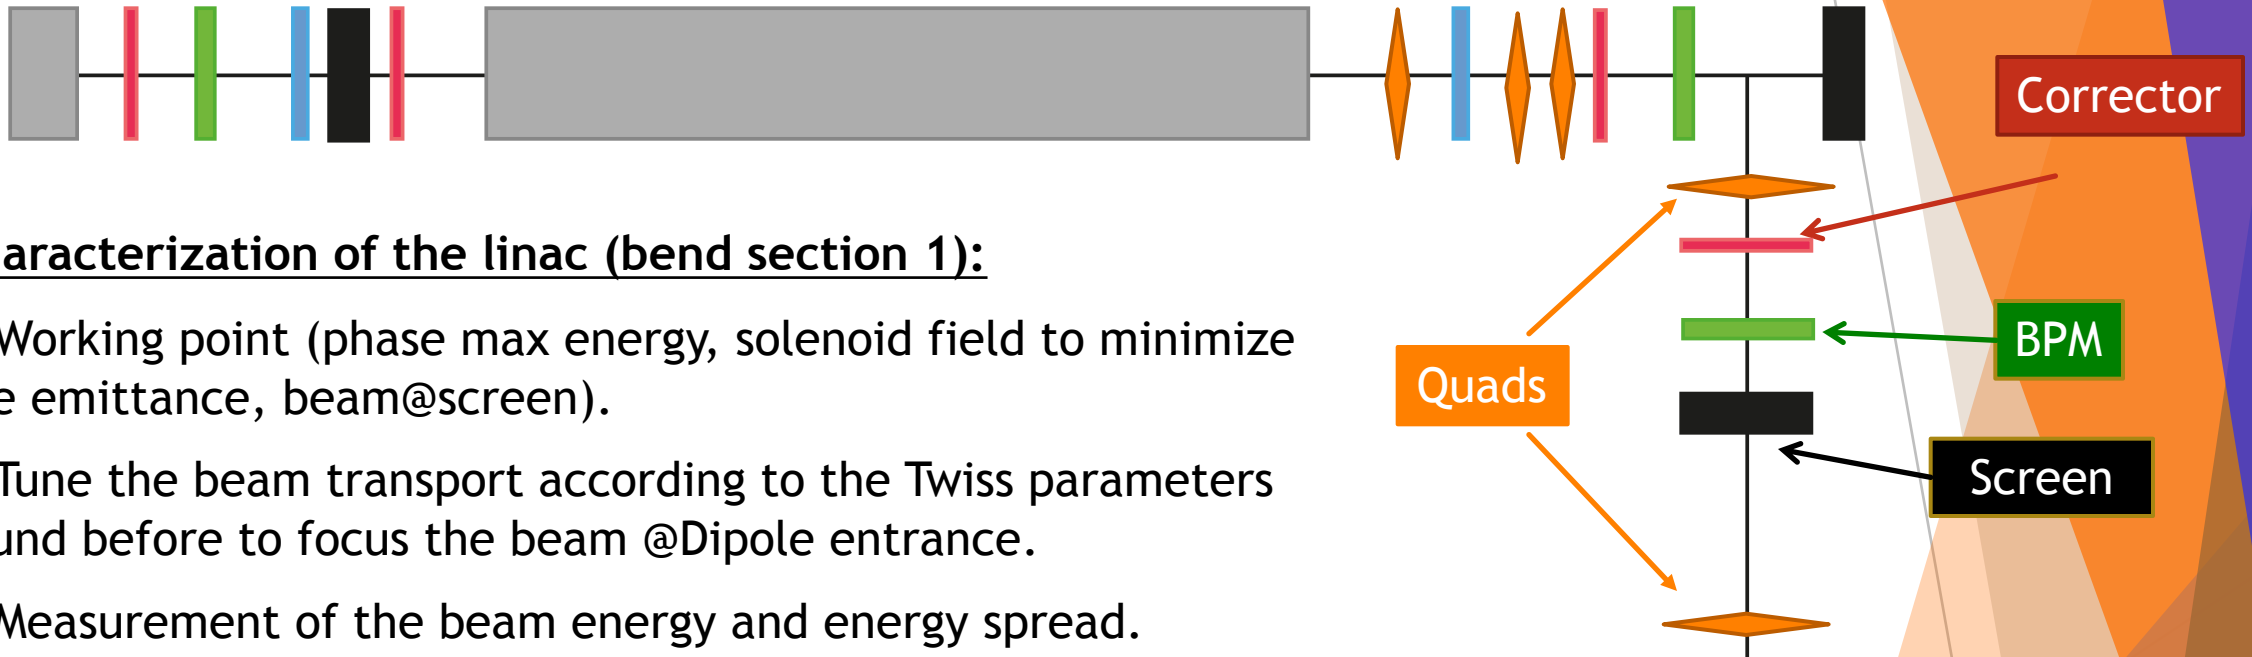 Corrector
aracterization of the linac (bend section 1):
Working point (phase max energy, solenoid field to minimize
e emittance, beam@screen).
BPM
Quads
Tune the beam transport according to the Twiss parameters
und before to focus the beam @Dipole entrance.
Screen
Measurement of the beam energy and energy spread.